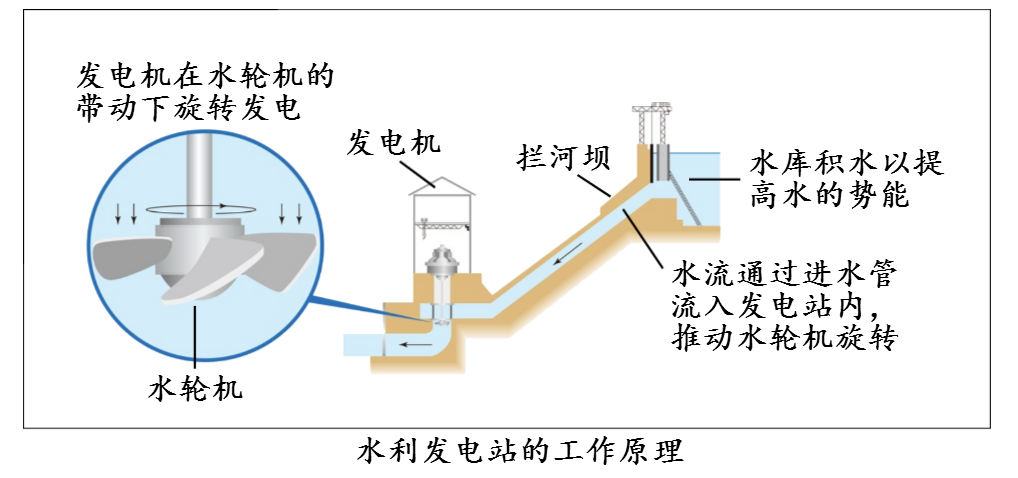 发电机在水轮机的
带动下旋转发电
发电机
拦河坝
水库积水以提
高水的势能
水流通过进水管
流入发电站内,
推动水轮机旋转
水轮机
水利发电站的工作原理